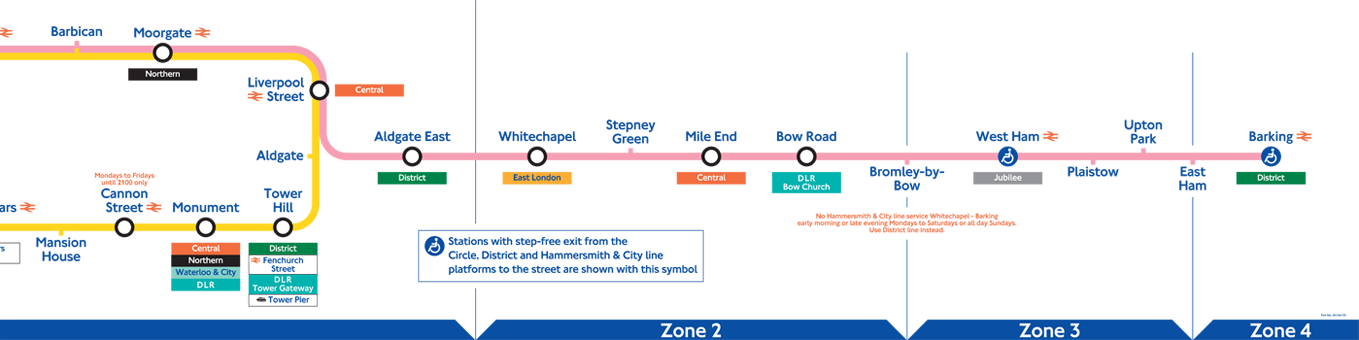 Barbican
Moorgate
Northern
Liverpool
Street
Central
Aldgate
Aldgate East
District
Whitechapel
East London
Stepney
Green
Mile End
Central
Bow Road
DLR
Bow Church
Bromley-by-
Bow
West Ham
Jubilee
Plaistow
Upton
Park
East
Ham
Barking
District
Mondays to Fridays
until 2100 only
Cannon
Street
Monument
Central
Northern
Waterloo & City
DLR
Tower
Hill
District
Fenchurch
Street
DLR
Tower Gateway
Tower Pier
ars
Mansion
House
No Hammersmith & City line service Whitechapel - Barking
early morning or late evening Mondays to Saturdays or all day Sundays.
Use District line instead.
Stations with step-free exit from the
Circle, District and Hammersmith & City line
platforms to the street are shown with this symbol
Zone 2
Zone 3
Zone 4